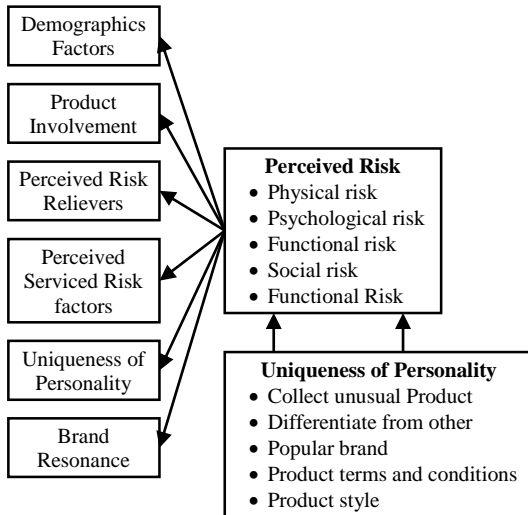 Demographics
Factors
Product
Involvement
Perceived Risk
Relievers
Perceived
Serviced Risk
factors
Uniqueness of
Personality
Brand
Resonance
Perceived Risk
• Physical risk
• Psychological risk
• Functional risk
• Social risk
• Functional Risk
Uniqueness of Personality
• Collect unusual Product
• Differentiate from other
• Popular brand
• Product terms and conditions
• Product style